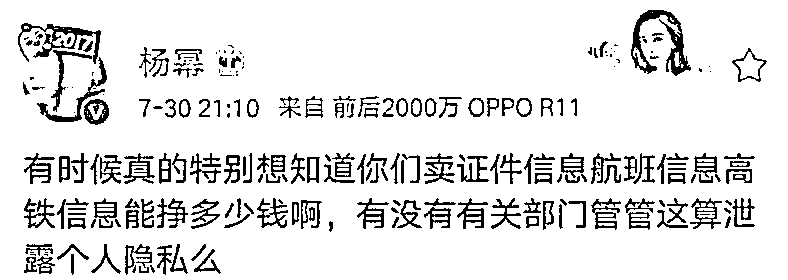 2017
杨幂
7-30 21:10 来自 前后2000万 OPPO R11
有时候真的特别想知道你们卖证件信息航班信息高
铁信息能挣多少钱啊，有没有有关部门管管这算泄
露个人隐私么